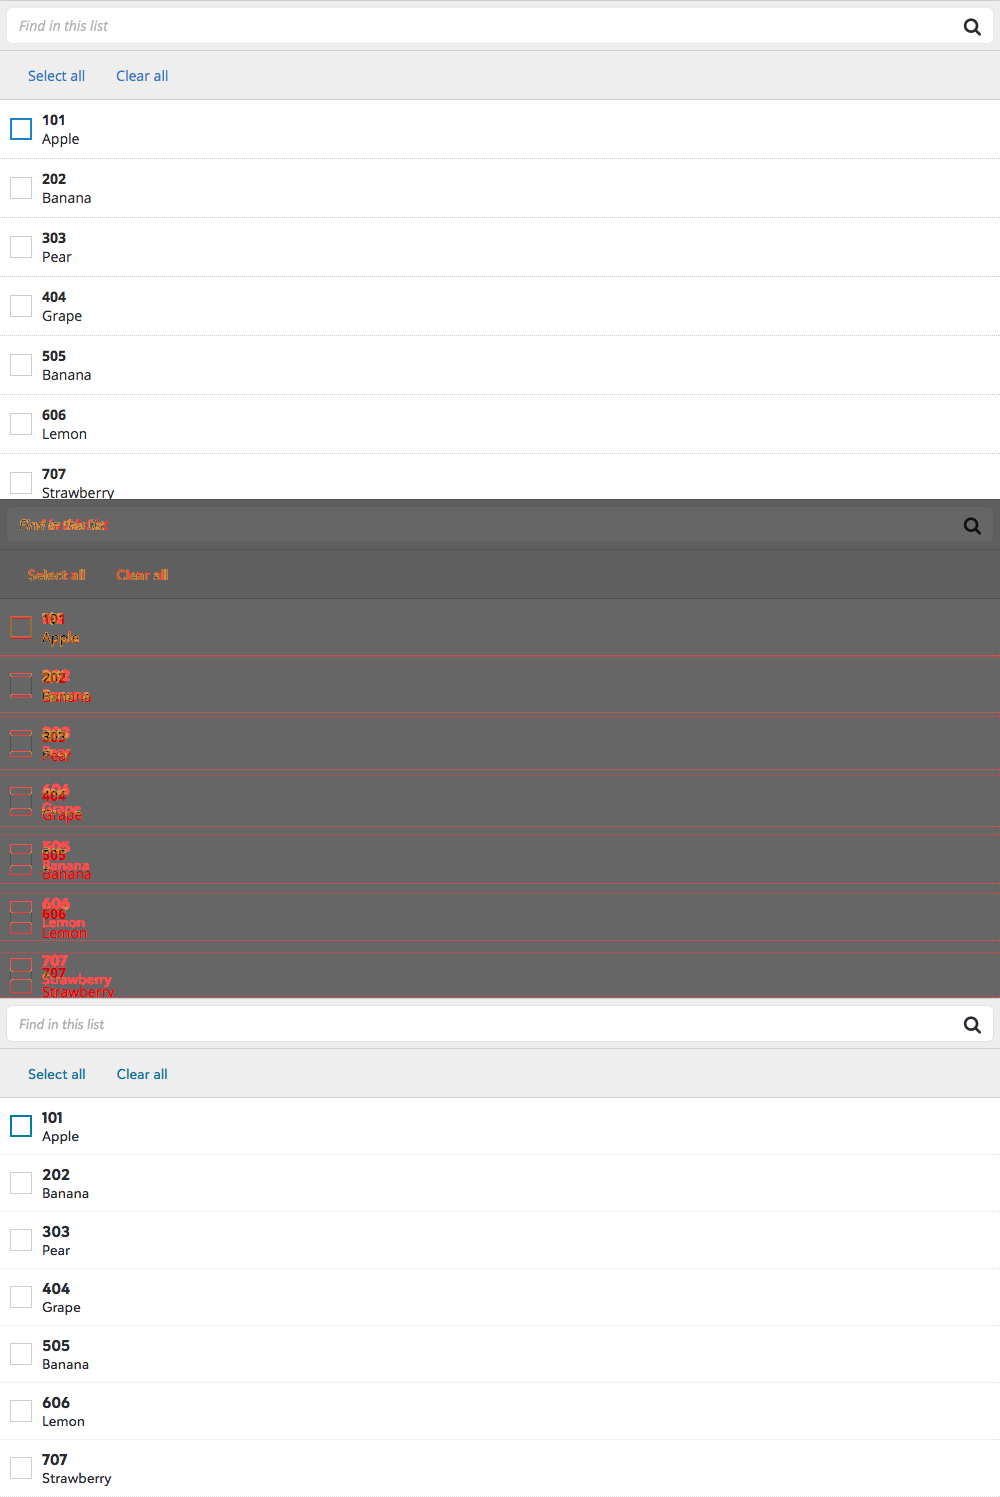 Find in this list
Select all Clear all
101
Apple
202
Banana
303
Pear
404
Grape
505
Banana
606
Lemon
707
Strawberry
Find in this list
Select all Clear all
101
Apple
202
Banana
303
Pear
404
Grape
505
Banana
606
Lemon
707
Strawberry
Find in this list
Select all Clear all
101
Apple
202
Banana
303
Pear
404
Grape
505
Banana
606
Lemon
707
Strawberry